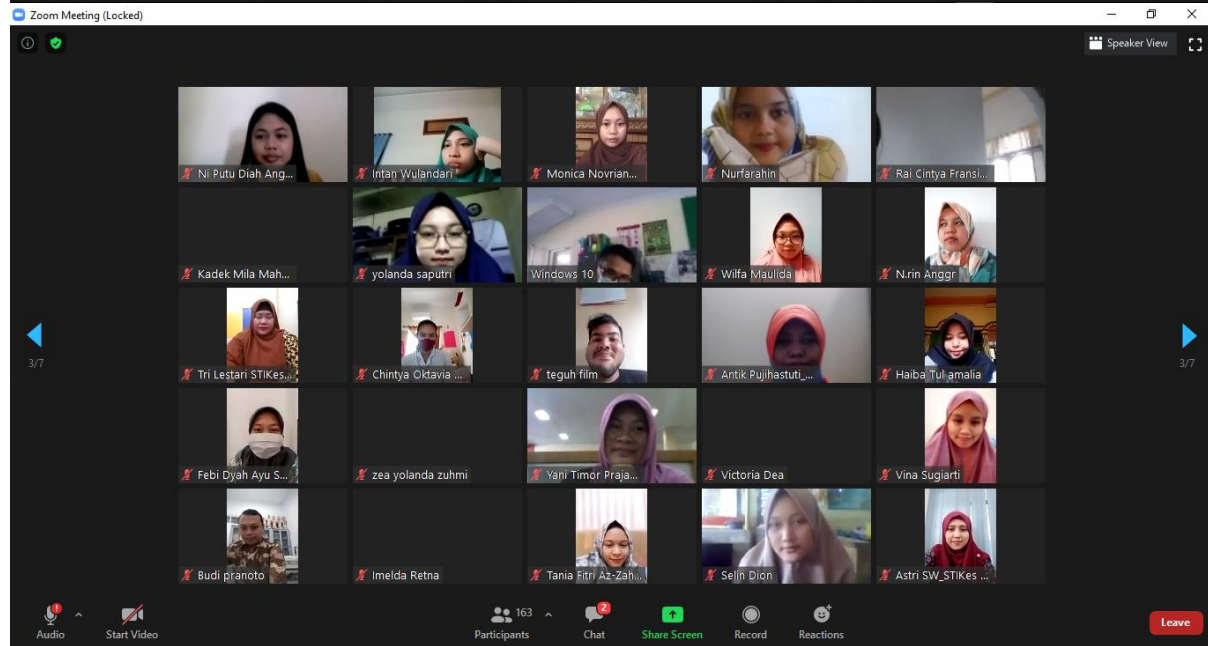 Zoom Meeting (Locked)
Speaker View
Ni Putu Diah Ang...
Intan Wulandari
Monica Novrian...
Nurfarahin
Rai Cintya Fransi...
Kadek Mila Mah...
yolanda saputri
Windows 10
Wilfa Maulida
N.rin Anggr
3/7
3/7
Tri Lestari STIKes...
Chintya Oktavia ...
teguh film
Antik Pujihastuti_...
Haiba Tul amalia
Febi Dyah Ayu S...
zea yolanda zuhmi
Yani Timor Praja...
Victoria Dea
Vina Sugiarti
Budi pranoto
Imelda Retna
Tania Fitri Az-Zah...
Selin Dion
Astri SW_STIKes ...
163
2
Audio
Start Video
Participants
Chat
Share Screen
Record
Reactions
Leave